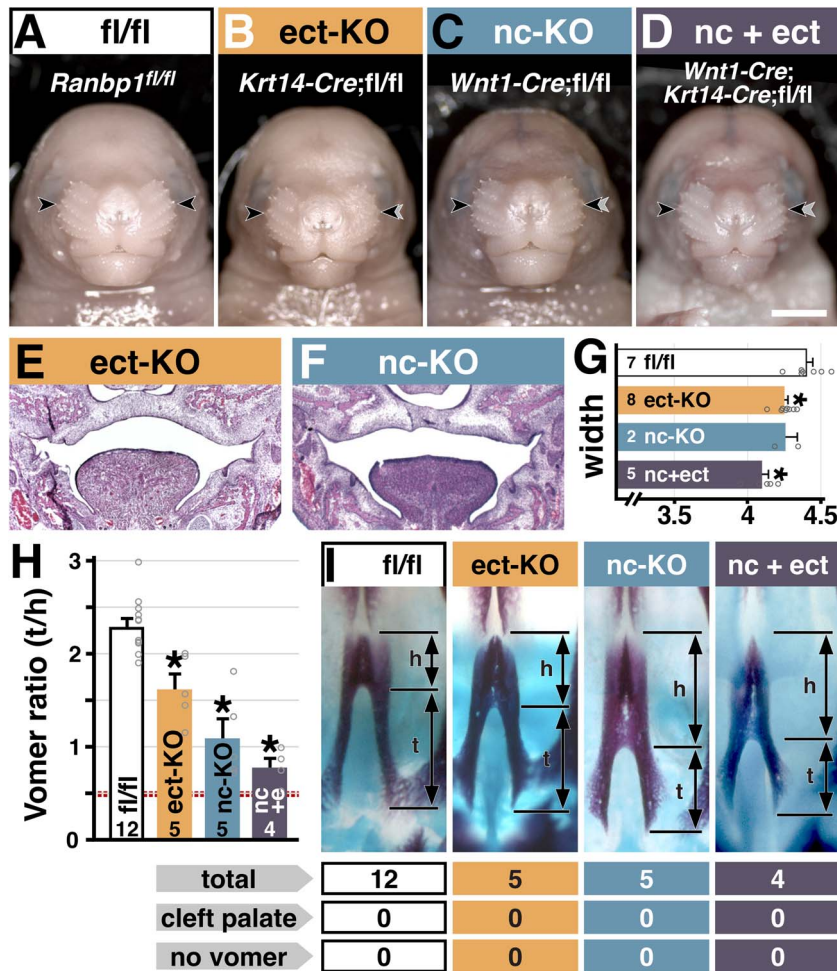 A fl/fl
Ranbp1fl/fl
B ect-KO
Krt14-Cre;fl/fl
C nc-KO
Wnt1-Cre;fl/fl
D nc + ect
Wnt1-Cre;
Krt14-Cre;fl/fl
E ect-KO
F nc-KO
G
width
7 fl/fl
8 ect-KO *
2 nc-KO
5 nc+ect *
3.5 4 4.5
H
Vomer ratio (t/h)
3
2
1
0
fl/fl
12
* ect-KO
5
* nc-KO
5
* nc
+e
4
I fl/fl
ect-KO
nc-KO
nc + ect
h
t
h
t
h
t
h
t
total 12 5 5 4
cleft palate 0 0 0 0
no vomer 0 0 0 0